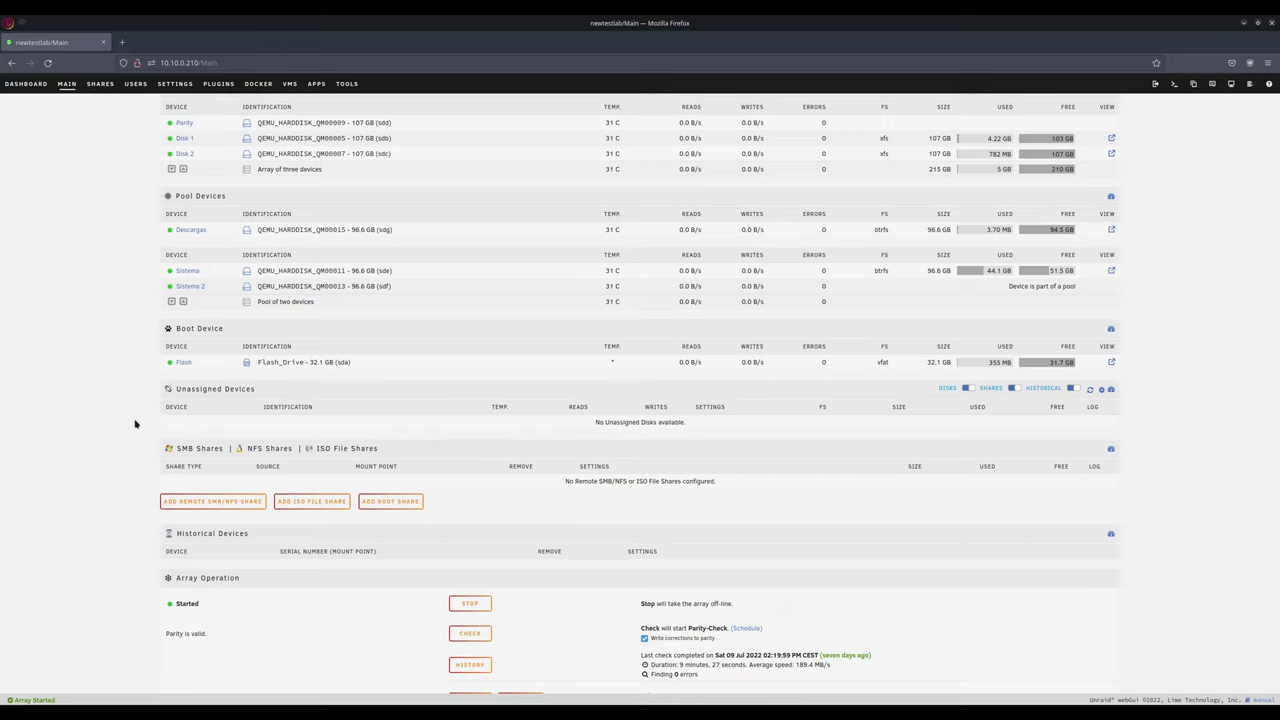 newtestlab/Main — Mozilla Firefox
newtestlab/Main
10.10.0.210/Main
DASHBOARD MAIN SHARES USERS SETTINGS PLUGINS DOCKER VMS APPS TOOLS
DEVICE IDENTIFICATION TEMP. READS WRITES ERRORS FS SIZE USED FREE VIEW
Parity QEMU_HARDDISK_QM00009 - 107 GB (sdd) 31 C 0.0 B/s 0.0 B/s 0
Disk 1 QEMU_HARDDISK_QM00005 - 107 GB (sdb) 31 C 0.0 B/s 0.0 B/s 0 xfs 107 GB 4.22 GB 103 GB
Disk 2 QEMU_HARDDISK_QM00007 - 107 GB (sdc) 31 C 0.0 B/s 0.0 B/s 0 xfs 107 GB 782 MB 107 GB
Array of three devices 31 C 0.0 B/s 0.0 B/s 0 215 GB 5 GB 210 GB
Pool Devices
DEVICE IDENTIFICATION TEMP. READS WRITES ERRORS FS SIZE USED FREE VIEW
Descargas QEMU_HARDDISK_QM00015 - 96.6 GB (sdg) 31 C 0.0 B/s 0.0 B/s 0 btrfs 96.6 GB 3.70 MB 94.5 GB
DEVICE IDENTIFICATION TEMP. READS WRITES ERRORS FS SIZE USED FREE VIEW
Sistema QEMU_HARDDISK_QM00011 - 96.6 GB (sde) 31 C 0.0 B/s 0.0 B/s 0 btrfs 96.6 GB 44.1 GB 51.5 GB
Sistema 2 QEMU_HARDDISK_QM00013 - 96.6 GB (sdf) 31 C 0.0 B/s 0.0 B/s 0 Device is part of a pool
Pool of two devices 31 C 0.0 B/s 0.0 B/s 0
Boot Device
DEVICE IDENTIFICATION TEMP. READS WRITES ERRORS FS SIZE USED FREE VIEW
Flash Flash_Drive - 32.1 GB (sda) * 0.0 B/s 0.0 B/s 0 vfat 32.1 GB 355 MB 31.7 GB
Unassigned Devices DISKS SHARES HISTORICAL
DEVICE IDENTIFICATION TEMP. READS WRITES SETTINGS FS SIZE USED FREE LOG
No Unassigned Disks available.
SMB Shares | NFS Shares | ISO File Shares
SHARE TYPE SOURCE MOUNT POINT REMOVE SETTINGS SIZE USED FREE LOG
No Remote SMB/NFS or ISO File Shares configured.
ADD REMOTE SMB/NFS SHARE ADD ISO FILE SHARE ADD ROOT SHARE
Historical Devices
DEVICE SERIAL NUMBER (MOUNT POINT) REMOVE SETTINGS
Array Operation
Started STOP Stop will take the array off-line.
Parity is valid. CHECK Check will start Parity-Check. (Schedule)
Write corrections to parity
HISTORY Last check completed on Sat 09 Jul 2022 02:19:59 PM CEST (seven days ago)
Duration: 9 minutes, 27 seconds. Average speed: 189.4 MB/s
Finding 0 errors
Array Started Unraid® webGui ©2022, Lime Technology, Inc. manual